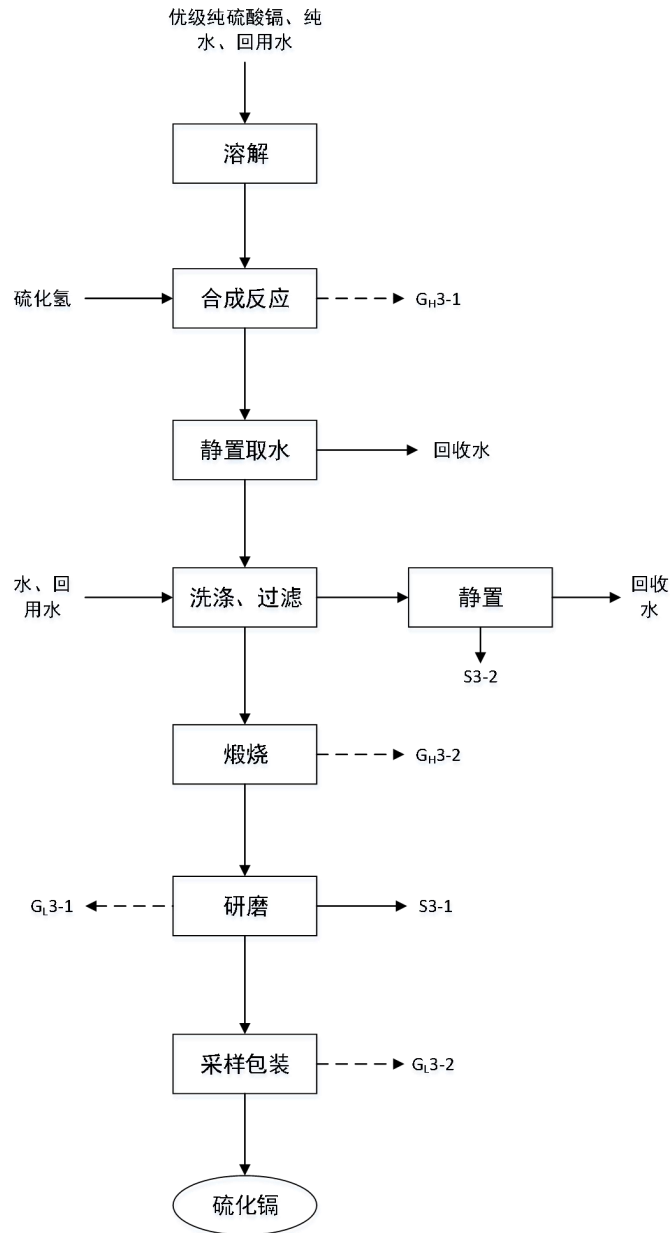 优级纯硫酸镉、纯
水、回用水
溶解
硫化氢
合成反应
GH3-1
静置取水
回收水
水、回
用水
洗涤、过滤
静置
回收
水
S3-2
煅烧
GH3-2
GL3-1
研磨
S3-1
采样包装
GL3-2
硫化镉